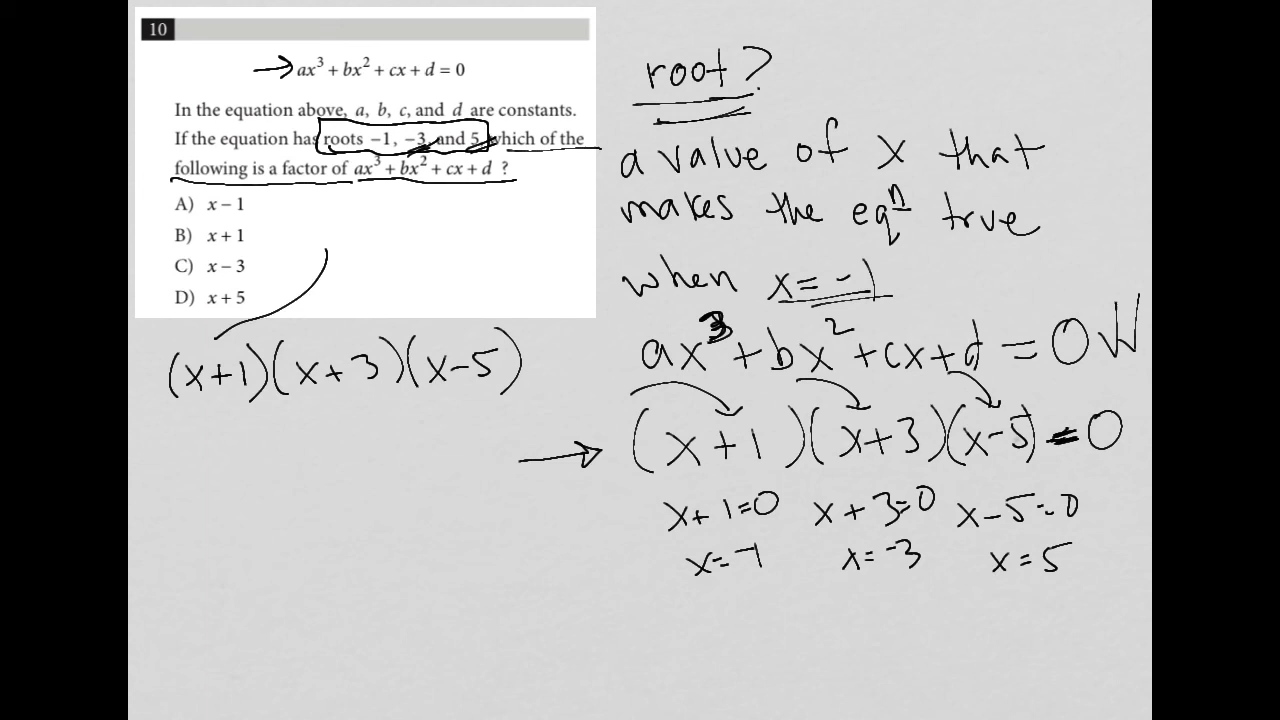 10
ax³ + bx² + cx + d = 0
In the equation above, a, b, c, and d are constants.
If the equation has roots −1, −3, and 5, which of the
following is a factor of ax³ + bx² + cx + d ?
A) x − 1
B) x + 1
C) x − 3
D) x + 5
(x+1)(x+3)(x−5)
root?
a value of x that
makes the eqⁿ true
when x = −1
ax³ + bx² + cx + d = 0
(x+1)(x+3)(x−5) = 0
x+1=0 x+3=0 x−5=0
x=−1 x=−3 x=5